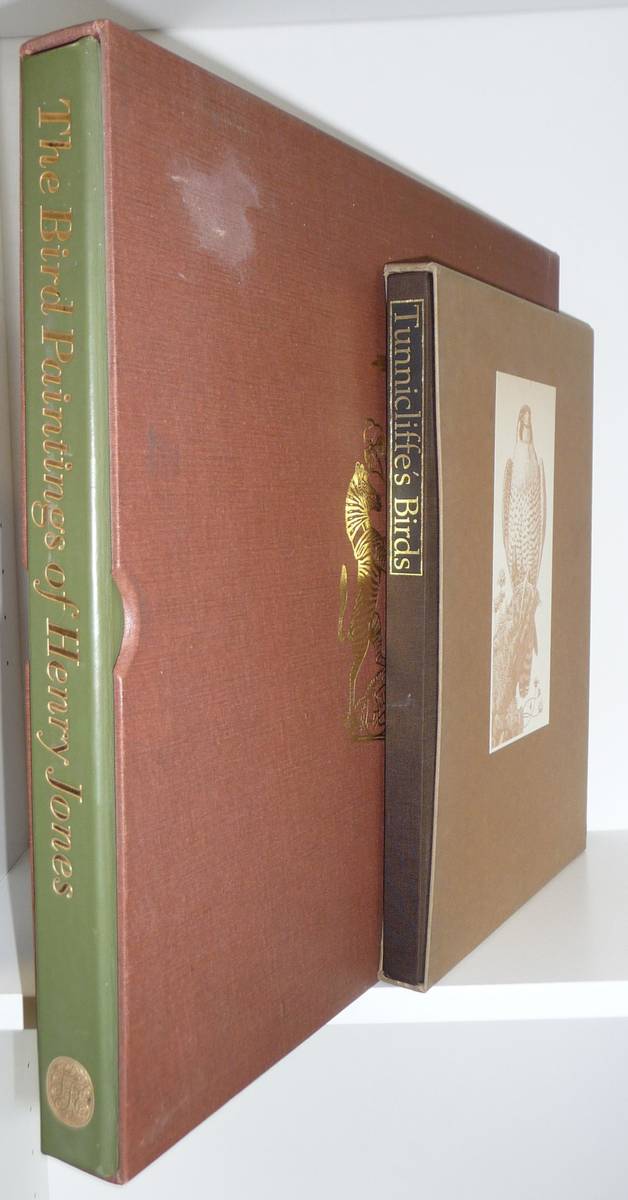 The Bird Paintings of Henry Jones
Tunnicliffe's Birds